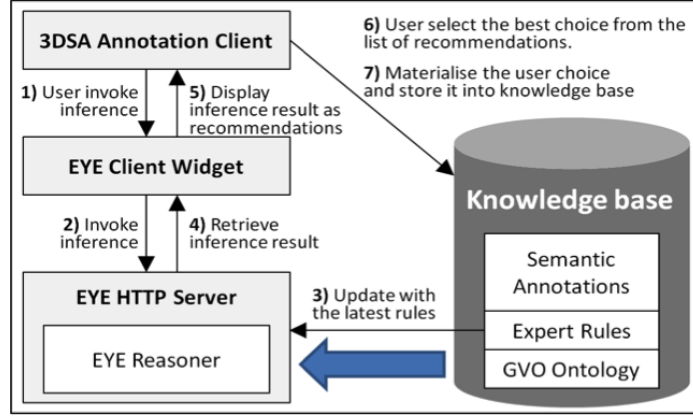 3DSA Annotation Client
6) User select the best choice from the
list of recommendations.
7) Materialise the user choice
and store it into knowledge base
1) User invoke
inference
5) Display
inference result as
recommendations
EYE Client Widget
Knowledge base
2) Invoke
inference
4) Retrieve
inference result
Semantic
Annotations
EYE HTTP Server
3) Update with
the latest rules
Expert Rules
EYE Reasoner
GVO Ontology